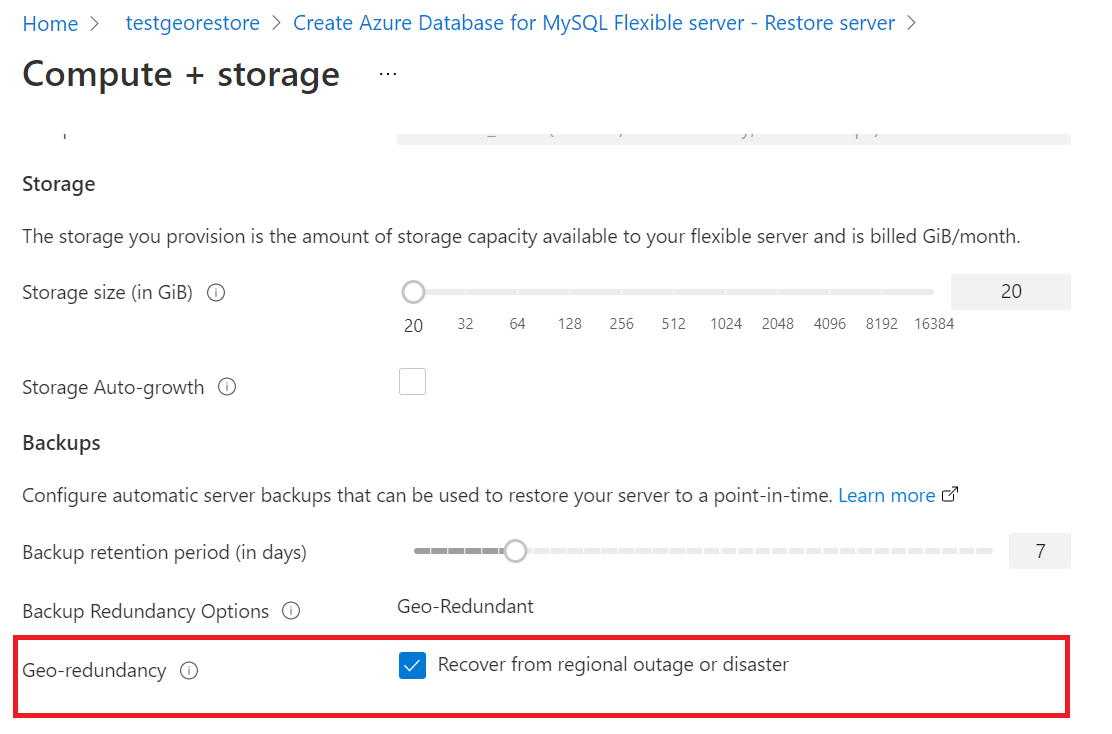 Home > testgeorestore > Create Azure Database for MySQL Flexible server - Restore server >
Compute + storage ...
Storage
The storage you provision is the amount of storage capacity available to your flexible server and is billed GiB/month.
Storage size (in GiB) 20
20 32 64 128 256 512 1024 2048 4096 8192 16384
Storage Auto-growth
Backups
Configure automatic server backups that can be used to restore your server to a point-in-time. Learn more
Backup retention period (in days) 7
Backup Redundancy Options Geo-Redundant
Geo-redundancy Recover from regional outage or disaster